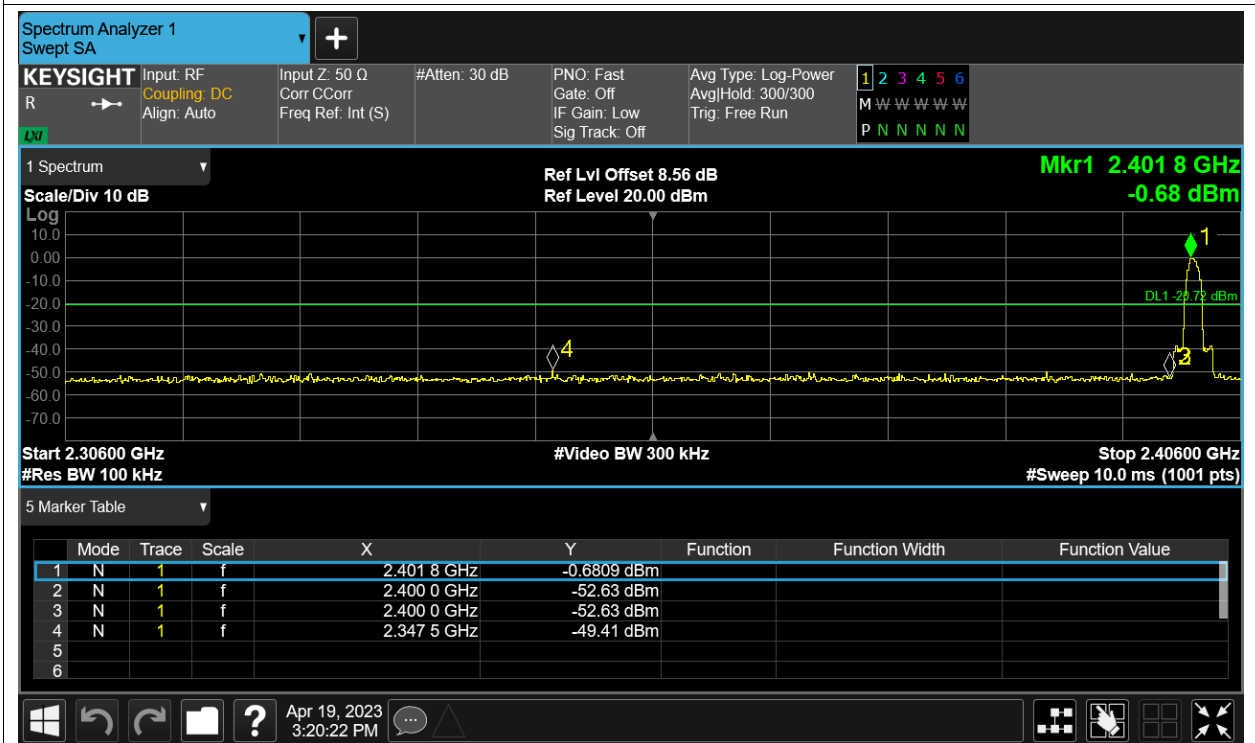 Spectrum Analyzer 1
Swept SA
KEYSIGHT
R
LXI
Input: RF
Coupling: DC
Align: Auto
Input Z: 50 Ω
Corr CCorr
Freq Ref: Int (S)
#Atten: 30 dB
PNO: Fast
Gate: Off
IF Gain: Low
Sig Track: Off
Avg Type: Log-Power
Avg|Hold: 300/300
Trig: Free Run
1 2 3 4 5 6
M W W W W W
P N N N N N
1 Spectrum
Scale/Div 10 dB
Ref Lvl Offset 8.56 dB
Ref Level 20.00 dBm
Mkr1 2.401 8 GHz
-0.68 dBm
Log
10.0
0.00
-10.0
-20.0
-30.0
-40.0
-50.0
-60.0
-70.0
1
DL1 -20.72 dBm
4
Start 2.30600 GHz
#Res BW 100 kHz
#Video BW 300 kHz
Stop 2.40600 GHz
#Sweep 10.0 ms (1001 pts)
5 Marker Table
Mode Trace Scale X Y Function Function Width Function Value
1 N 1 f 2.401 8 GHz -0.6809 dBm
2 N 1 f 2.400 0 GHz -52.63 dBm
3 N 1 f 2.400 0 GHz -52.63 dBm
4 N 1 f 2.347 5 GHz -49.41 dBm
5
6
?
Apr 19, 2023
3:20:22 PM